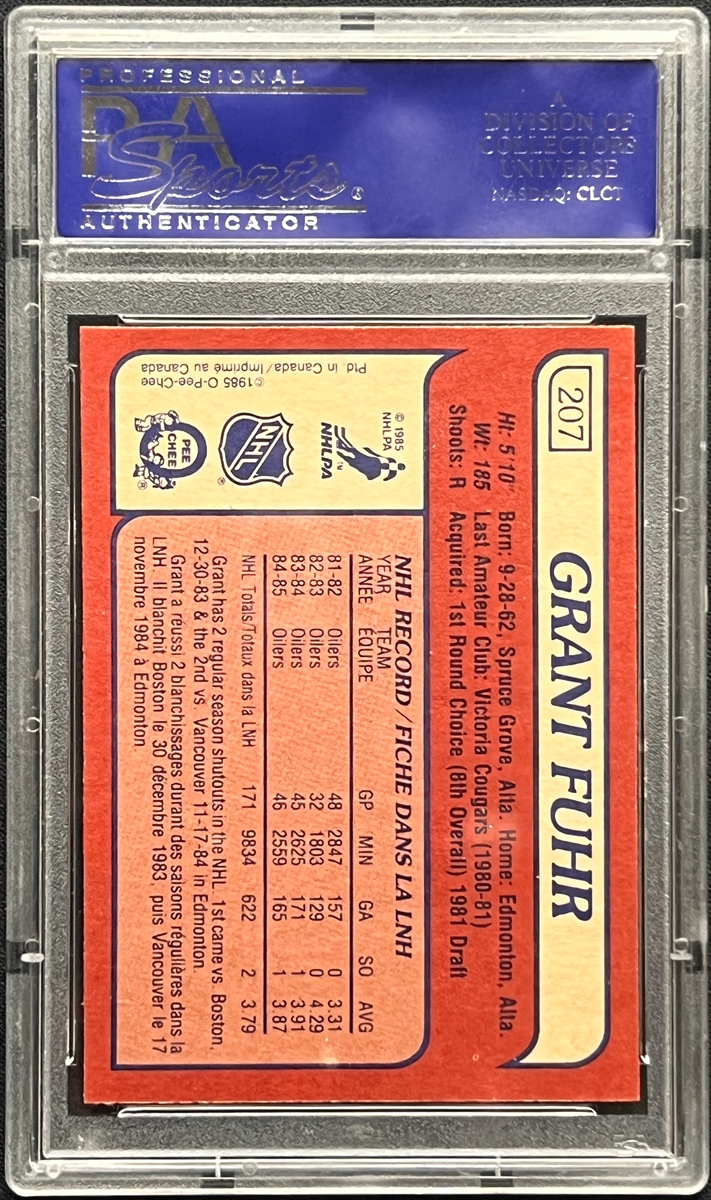 PROFESSIONAL
PSA
Sports®
AUTHENTICATOR
A
DIVISION OF
COLLECTORS
UNIVERSE
NASDAQ: CLCT
207
GRANT FUHR
Ht: 5'10" Born: 9-28-62, Spruce Grove, Alta. Home: Edmonton, Alta.
Wt: 185 Last Amateur Club: Victoria Cougars (1980-81)
Shoots: R Acquired: 1st Round Choice (8th Overall) 1981 Draft
© 1985
NHLPA
NHLPA™
NHL
O
PEE
CHEE
®
©1985 O-Pee-Chee
Ptd. in Canada/Imprimé au Canada
NHL RECORD/FICHE DANS LA LNH
YEAR TEAM GP MIN GA SO AVG
ANNÉE ÉQUIPE
81-82 Oilers 48 2847 157 0 3.31
82-83 Oilers 32 1803 129 0 4.29
83-84 Oilers 45 2625 171 1 3.91
84-85 Oilers 46 2559 165 1 3.87
NHL Totals/Totaux dans la LNH 171 9834 622 2 3.79
Grant has 2 regular season shutouts in the NHL. 1st came vs. Boston,
12-30-83 & the 2nd vs. Vancouver 11-17-84 in Edmonton.
Grant a réussi 2 blanchissages durant des saisons régulières dans la
LNH. Il blanchit Boston le 30 décembre 1983, puis Vancouver le 17
novembre 1984 à Edmonton.